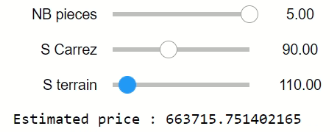 NB pieces 5.00
S Carrez 90.00
S terrain 110.00
Estimated price : 663715.751402165